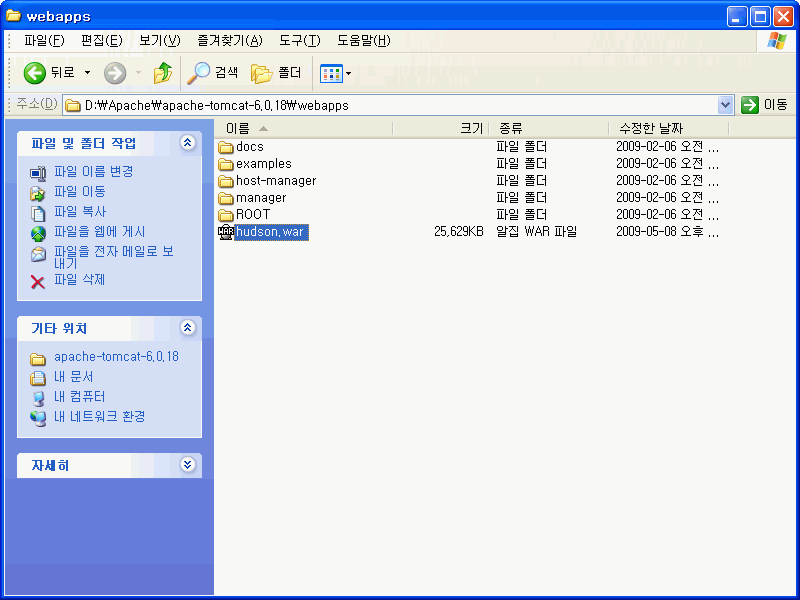 webapps
파일(F) 편집(E) 보기(V) 즐겨찾기(A) 도구(T) 도움말(H)
뒤로 검색 폴더
주소(D) D:₩Apache₩apache-tomcat-6.0.18₩webapps 이동
파일 및 폴더 작업
파일 이름 변경
파일 이동
파일 복사
파일을 웹에 게시
파일을 전자 메일로 보
내기
파일 삭제
기타 위치
apache-tomcat-6.0.18
내 문서
내 컴퓨터
내 네트워크 환경
자세히
이름 크기 종류 수정한 날짜
docs 파일 폴더 2009-02-06 오전 ...
examples 파일 폴더 2009-02-06 오전 ...
host-manager 파일 폴더 2009-02-06 오전 ...
manager 파일 폴더 2009-02-06 오전 ...
ROOT 파일 폴더 2009-02-06 오전 ...
WAR hudson.war 25,629KB 알집 WAR 파일 2009-05-08 오후 ...